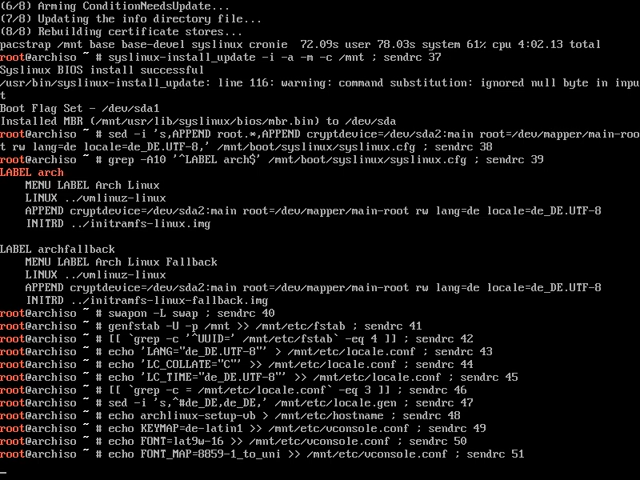 (6/8) Arming ConditionNeedsUpdate...
(7/8) Updating the info directory file...
(8/8) Rebuilding certificate stores...
pacstrap /mnt base base-devel syslinux cronie  72.09s user 78.03s system 61% cpu 4:02.13 total
root@archiso ~ # syslinux-install_update -i -a -m -c /mnt ; sendrc 37
Syslinux BIOS install successful
/usr/bin/syslinux-install_update: line 116: warning: command substitution: ignored null byte in inpu
t
Boot Flag Set - /dev/sda1
Installed MBR (/mnt/usr/lib/syslinux/bios/mbr.bin) to /dev/sda
root@archiso ~ # sed -i 's,APPEND root.*,APPEND cryptdevice=/dev/sda2:main root=/dev/mapper/main-roo
t rw lang=de locale=de_DE.UTF-8,' /mnt/boot/syslinux/syslinux.cfg ; sendrc 38
root@archiso ~ # grep -A10 '^LABEL arch$' /mnt/boot/syslinux/syslinux.cfg ; sendrc 39
LABEL arch
    MENU LABEL Arch Linux
    LINUX ../vmlinuz-linux
    APPEND cryptdevice=/dev/sda2:main root=/dev/mapper/main-root rw lang=de locale=de_DE.UTF-8
    INITRD ../initramfs-linux.img

LABEL archfallback
    MENU LABEL Arch Linux Fallback
    LINUX ../vmlinuz-linux
    APPEND cryptdevice=/dev/sda2:main root=/dev/mapper/main-root rw lang=de locale=de_DE.UTF-8
    INITRD ../initramfs-linux-fallback.img
root@archiso ~ # swapon -L swap ; sendrc 40
root@archiso ~ # genfstab -U -p /mnt >> /mnt/etc/fstab ; sendrc 41
root@archiso ~ # [[ `grep -c '^UUID=' /mnt/etc/fstab` -eq 4 ]] ; sendrc 42
root@archiso ~ # echo 'LANG="de_DE.UTF-8"' > /mnt/etc/locale.conf ; sendrc 43
root@archiso ~ # echo 'LC_COLLATE="C"' >> /mnt/etc/locale.conf ; sendrc 44
root@archiso ~ # echo 'LC_TIME="de_DE.UTF-8"' >> /mnt/etc/locale.conf ; sendrc 45
root@archiso ~ # [[ `grep -c = /mnt/etc/locale.conf` -eq 3 ]] ; sendrc 46
root@archiso ~ # sed -i 's,^#de_DE,de_DE,' /mnt/etc/locale.gen ; sendrc 47
root@archiso ~ # echo archlinux-setup-vb > /mnt/etc/hostname ; sendrc 48
root@archiso ~ # echo KEYMAP=de-latin1 >> /mnt/etc/vconsole.conf ; sendrc 49
root@archiso ~ # echo FONT=lat9w-16 >> /mnt/etc/vconsole.conf ; sendrc 50
root@archiso ~ # echo FONT_MAP=8859-1_to_uni >> /mnt/etc/vconsole.conf ; sendrc 51